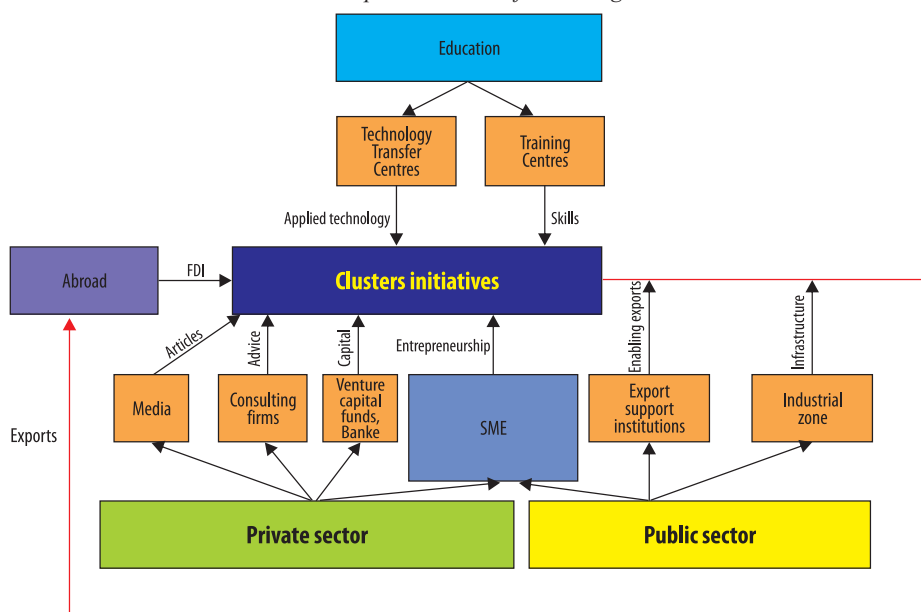 Education
Technology
Transfer
Centres
Training
Centres
Applied technology
Skills
Abroad
FDI
Clusters initiatives
Articles
Advice
Capital
Entrepreneurship
Enabling exports
Infrastructure
Media
Consulting
firms
Venture
capital
funds,
Banke
SME
Export
support
institutions
Industrial
zone
Exports
Private sector
Public sector